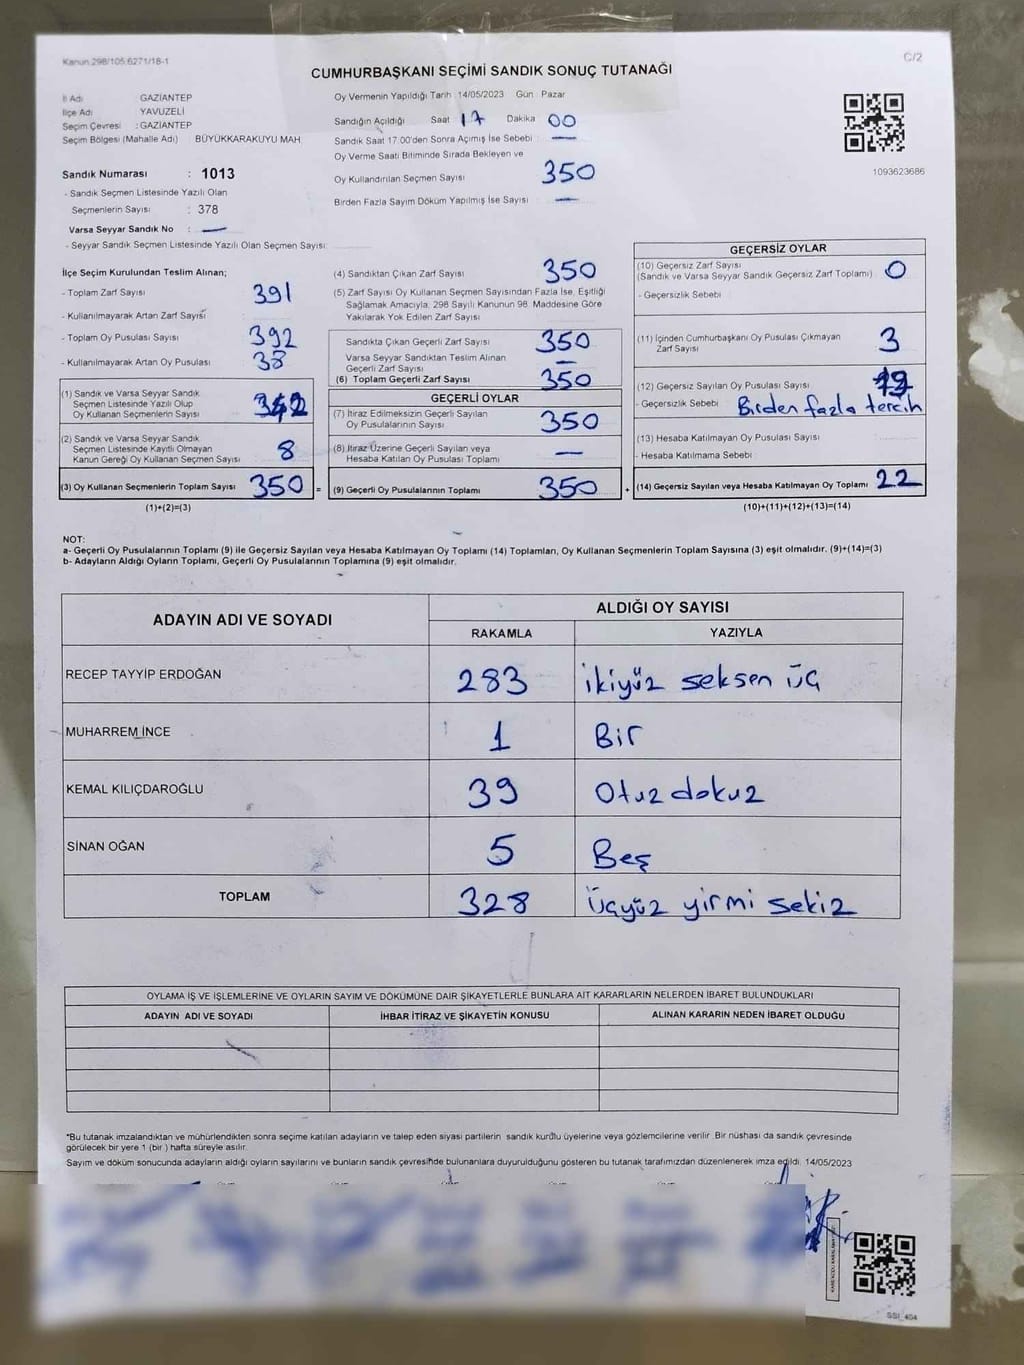 Kanun.298/105.6271/18-1
C/2
CUMHURBAŞKANI SEÇİMİ SANDIK SONUÇ TUTANAĞI
İl Adı : GAZİANTEP
İlçe Adı : YAVUZELİ
Seçim Çevresi : GAZİANTEP
Seçim Bölgesi (Mahalle Adı) BÜYÜKKARAKUYU MAH.
Sandık Numarası : 1013
- Sandık Seçmen Listesinde Yazılı Olan
Seçmenlerin Sayısı : 378
Varsa Seyyar Sandık No : —
- Seyyar Sandık Seçmen Listesinde Yazılı Olan Seçmen Sayısı:
Oy Vermenin Yapıldığı Tarih :14/05/2023 Gün : Pazar
Sandığın Açıldığı Saat 17 Dakika 00
Sandık Saat 17.00'den Sonra Açımış İse Sebebi : —
Oy Verme Saati Bitiminde Sırada Bekleyen ve
Oy Kullandırılan Seçmen Sayısı : 350
Birden Fazla Sayım Döküm Yapılmış İse Sayısı : —
1093623686
İlçe Seçim Kurulundan Teslim Alınan;
- Toplam Zarf Sayısı : 391
- Kullanılmayarak Artan Zarf Sayısı :
- Toplam Oy Pusulası Sayısı : 392
- Kullanılmayarak Artan Oy Pusulası : 38
(1) Sandık ve Varsa Seyyar Sandık
Seçmen Listesinde Yazılı Olup
Oy Kullanan Seçmenlerin Sayısı : 342
(2) Sandık ve Varsa Seyyar Sandık
Seçmen Listesinde Kayıtlı Olmayan
Kanun Gereği Oy Kullanan Seçmen Sayısı : 8
(3) Oy Kullanan Seçmenlerin Toplam Sayısı : 350 =
(1)+(2)=(3)
(4) Sandıktan Çıkan Zarf Sayısı : 350
(5) Zarf Sayısı Oy Kullanan Seçmen Sayısından Fazla İse, Eşitliği
Sağlamak Amacıyla, 298 Sayılı Kanunun 98. Maddesine Göre
Yakılarak Yok Edilen Zarf Sayısı :
Sandıkta Çıkan Geçerli Zarf Sayısı : 350
Varsa Seyyar Sandıktan Teslim Alınan
Geçerli Zarf Sayısı : —
(6) Toplam Geçerli Zarf Sayısı : 350
GEÇERLİ OYLAR
(7) İtiraz Edilmeksizin Geçerli Sayılan
Oy Pusulalarının Sayısı : 350
(8) İtiraz Üzerine Geçerli Sayılan veya
Hesaba Katılan Oy Pusulası Toplamı : —
(9) Geçerli Oy Pusulalarının Toplamı : 350 +
GEÇERSİZ OYLAR
(10) Geçersiz Zarf Sayısı
(Sandık ve Varsa Seyyar Sandık Geçersiz Zarf Toplamı) : 0
- Geçersizlik Sebebi :
(11) İçinden Cumhurbaşkanı Oy Pusulası Çıkmayan
Zarf Sayısı : 3
(12) Geçersiz Sayılan Oy Pusulası Sayısı : 19
- Geçersizlik Sebebi : Birden fazla tercih
(13) Hesaba Katılmayan Oy Pusulası Sayısı :
- Hesaba Katılmama Sebebi :
(14) Geçersiz Sayılan veya Hesaba Katılmayan Oy Toplamı : 22
(10)+(11)+(12)+(13)=(14)
NOT:
a- Geçerli Oy Pusulalarının Toplamı (9) ile Geçersiz Sayılan veya Hesaba Katılmayan Oy Toplamı (14) Toplamları, Oy Kullanan Seçmenlerin Toplam Sayısına (3) eşit olmalıdır. (9)+(14)=(3)
b- Adayların Aldığı Oyların Toplamı, Geçerli Oy Pusulalarının Toplamına (9) eşit olmalıdır.
ADAYIN ADI VE SOYADI ALDIĞI OY SAYISI
RAKAMLA YAZIYLA
RECEP TAYYİP ERDOĞAN 283 ikiyüz seksen üç
MUHARREM İNCE 1 Bir
KEMAL KILIÇDAROĞLU 39 Otuz dokuz
SİNAN OĞAN 5 Beş
TOPLAM 328 Üçyüz yirmi sekiz
OYLAMA İŞ VE İŞLEMLERİNE VE OYLARIN SAYIM VE DÖKÜMÜNE DAİR ŞİKAYETLERLE BUNLARA AİT KARARLARIN NELERDEN İBARET BULUNDUKLARI
ADAYIN ADI VE SOYADI İHBAR İTİRAZ VE ŞİKAYETİN KONUSU ALINAN KARARIN NEDEN İBARET OLDUĞU
*Bu tutanak imzalandıktan ve mühürlendikten sonra seçime katılan adayların ve talep eden siyasi partilerin sandık kurulu üyelerine veya gözlemcilerine verilir. Bir nüshası da sandık çevresinde
görülecek bir yere 1 (bir) hafta süreyle asılır.
Sayım ve döküm sonucunda adayların aldığı oyların sayılarını ve bunların sandık çevresinde bulunanlara duyurulduğunu gösteren bu tutanak tarafımızdan düzenlenerek imza edildi. 14/05/2023
SSI_404